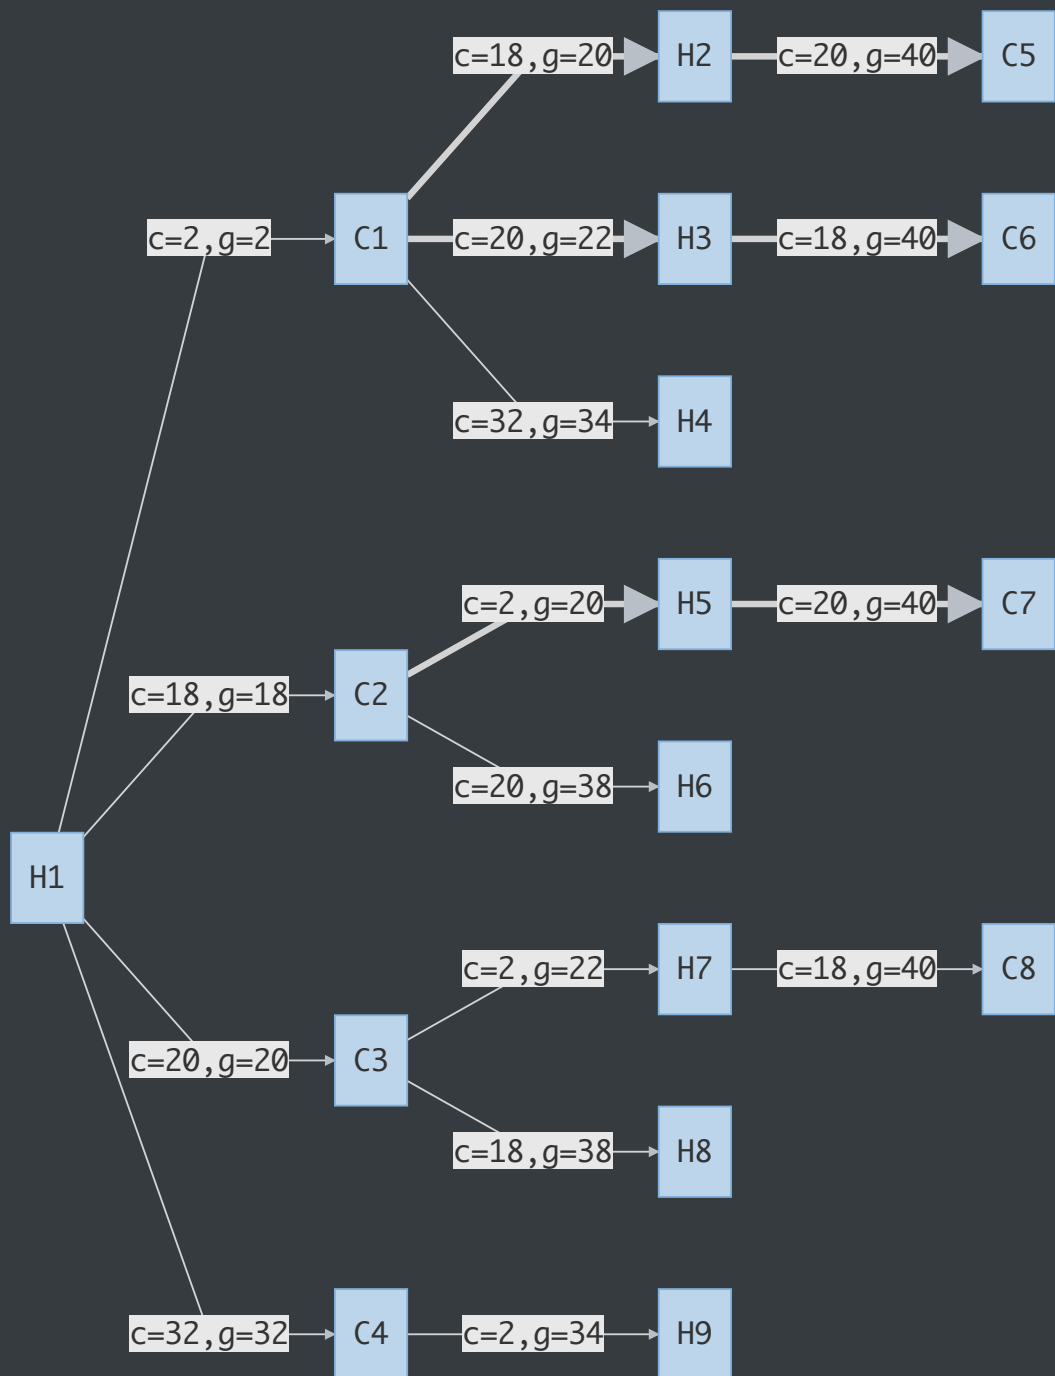 c=18,g=20 H2 c=20,g=40 C5
c=2,g=2 C1 c=20,g=22 H3 c=18,g=40 C6
c=32,g=34 H4
c=2,g=20 H5 c=20,g=40 C7
c=18,g=18 C2
c=20,g=38 H6
H1
c=2,g=22 H7 c=18,g=40 C8
c=20,g=20 C3
c=18,g=38 H8
c=32,g=32 C4 c=2,g=34 H9